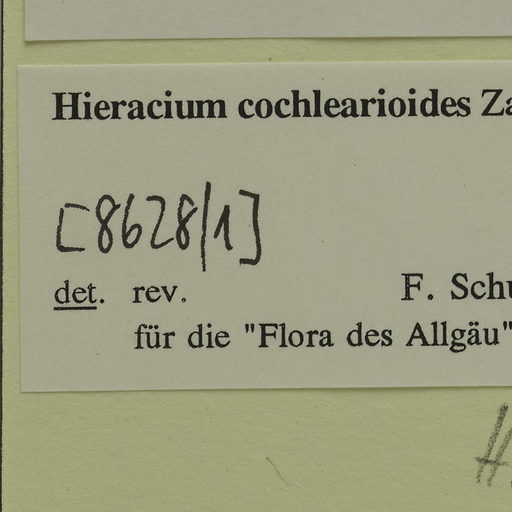 Hieracium cochlearioides Za
[8628/1]
det. rev. F. Schu
für die "Flora des Allgäu"
H.